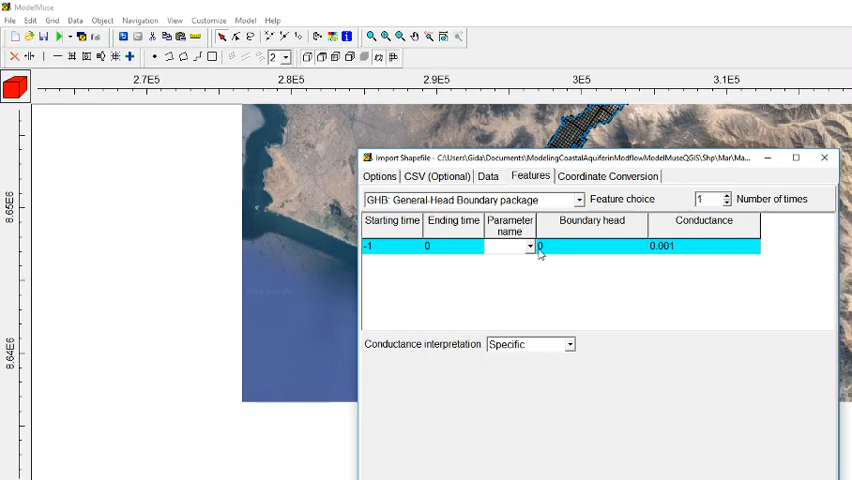 ModelMuse
File Edit Grid Data Object Navigation View Customize Model Help
2
2.7E5 2.8E5 2.9E5 3E5 3.1E5
8.65E6
8.64E6
Import Shapefile - C:\Users\Gida\Documents\ModelingCoastalAquiferinModflowModelMuseQGIS\Shp\Mar\Ma...
Options CSV (Optional) Data Features Coordinate Conversion
GHB: General-Head Boundary package Feature choice 1 Number of times
Starting time Ending time Parameter name Boundary head Conductance
-1 0 0 0.001
Conductance interpretation Specific